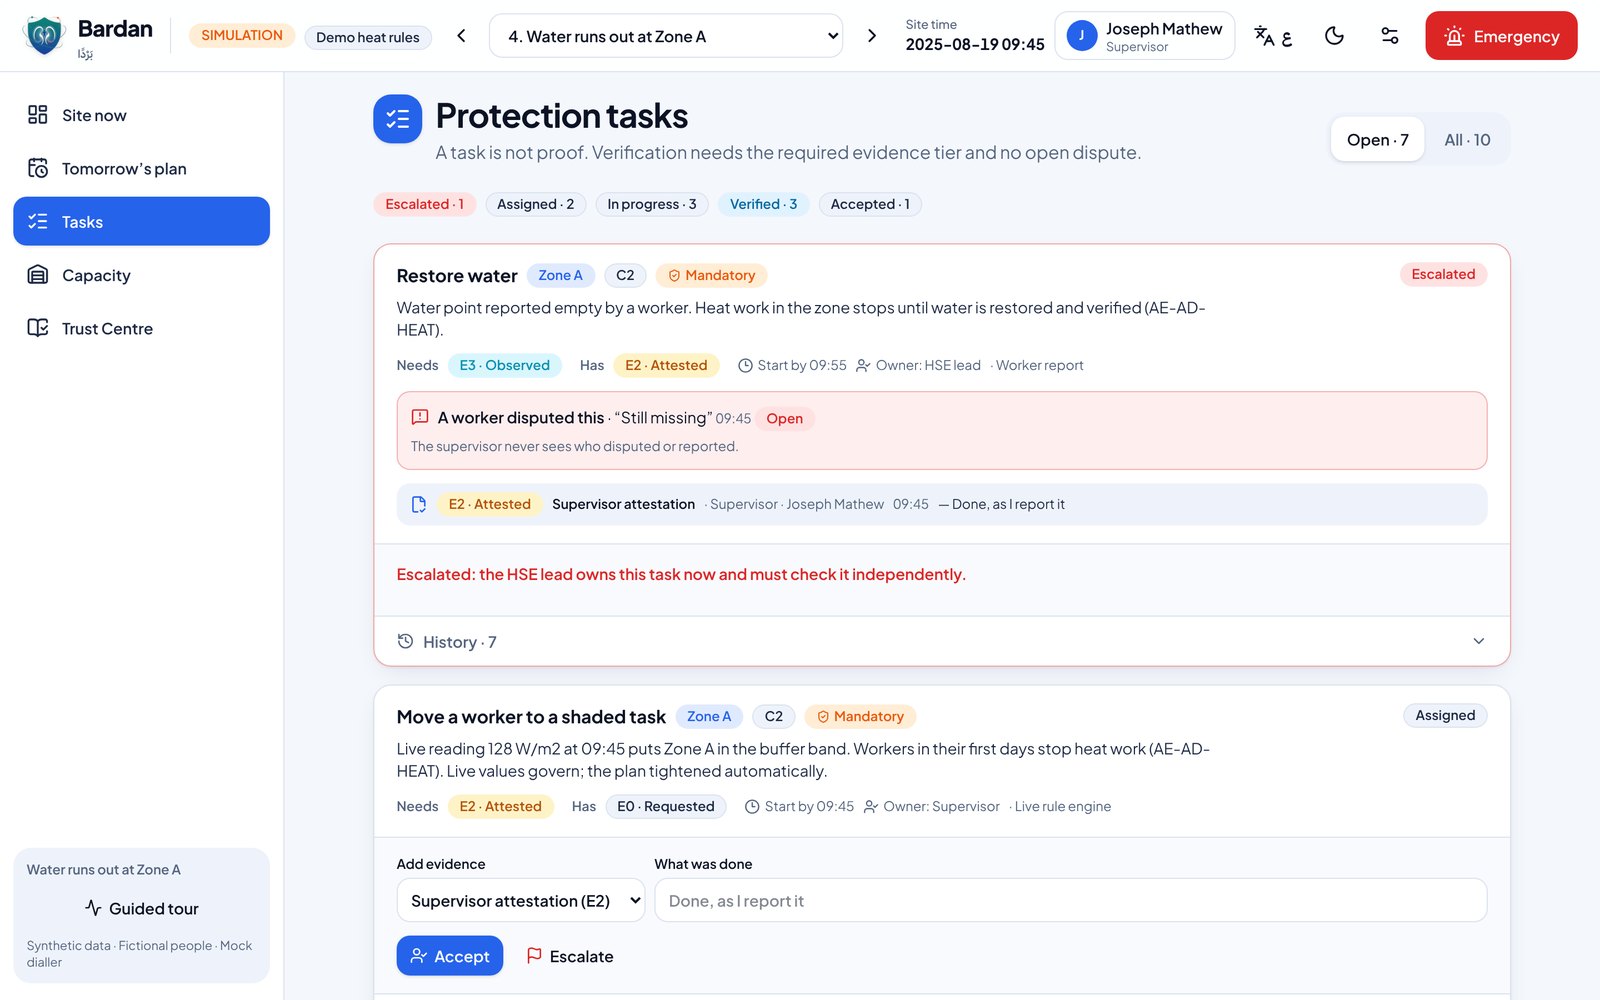 Bardan
بَرْدًا
SIMULATION
Demo heat rules
4. Water runs out at Zone A
Site time
2025-08-19 09:45
J
Joseph Mathew
Supervisor
ع
Emergency
Site now
Tomorrow's plan
Tasks
Capacity
Trust Centre
Water runs out at Zone A
Guided tour
Synthetic data · Fictional people · Mock
dialler
Protection tasks
A task is not proof. Verification needs the required evidence tier and no open dispute.
Open · 7
All · 10
Escalated · 1
Assigned · 2
In progress · 3
Verified · 3
Accepted · 1
Restore water
Zone A
C2
Mandatory
Escalated
Water point reported empty by a worker. Heat work in the zone stops until water is restored and verified (AE-AD-
HEAT).
Needs E3 · Observed Has E2 · Attested Start by 09:55 Owner: HSE lead · Worker report
A worker disputed this · “Still missing” 09:45 Open
The supervisor never sees who disputed or reported.
E2 · Attested Supervisor attestation · Supervisor · Joseph Mathew 09:45 — Done, as I report it
Escalated: the HSE lead owns this task now and must check it independently.
History · 7
Move a worker to a shaded task
Zone A
C2
Mandatory
Assigned
Live reading 128 W/m2 at 09:45 puts Zone A in the buffer band. Workers in their first days stop heat work (AE-AD-
HEAT). Live values govern; the plan tightened automatically.
Needs E2 · Attested Has E0 · Requested Start by 09:45 Owner: Supervisor · Live rule engine
Add evidence
What was done
Supervisor attestation (E2)
Done, as I report it
Accept
Escalate